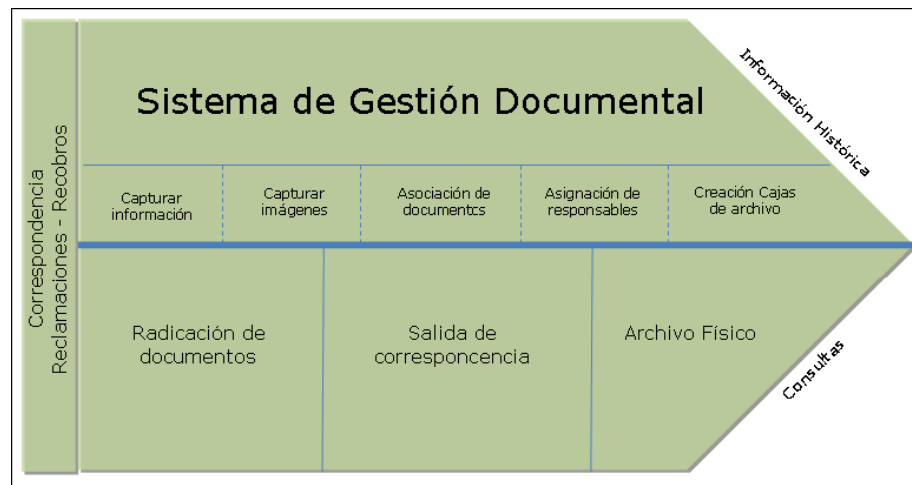 Correspondencia
Reclamaciones - Recobros
Sistema de Gestión Documental
Información Histórica
Capturar
información
Capturar
imágenes
Asociación de
documentcs
Asignación de
responsables
Creación Cajas
de archivo
Radicación de
documentos
Salida de
corresponcencia
Archivo Físico
Consultas